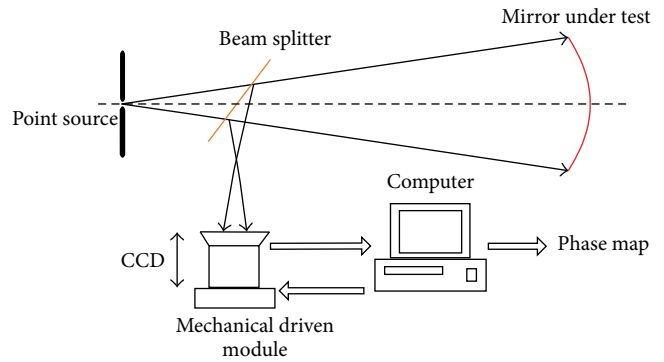 Mirror under test
Beam splitter
Point source
Computer
CCD
Phase map
Mechanical driven
module